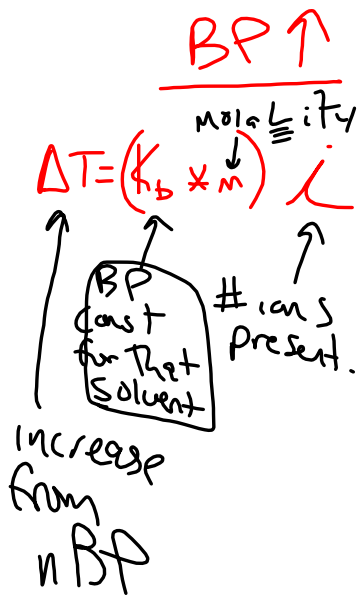 BP ↑
molaLity
ΔT=(Kb * m) i
BP
const
for that
solvent
# ions
present.
increase
from
nBP